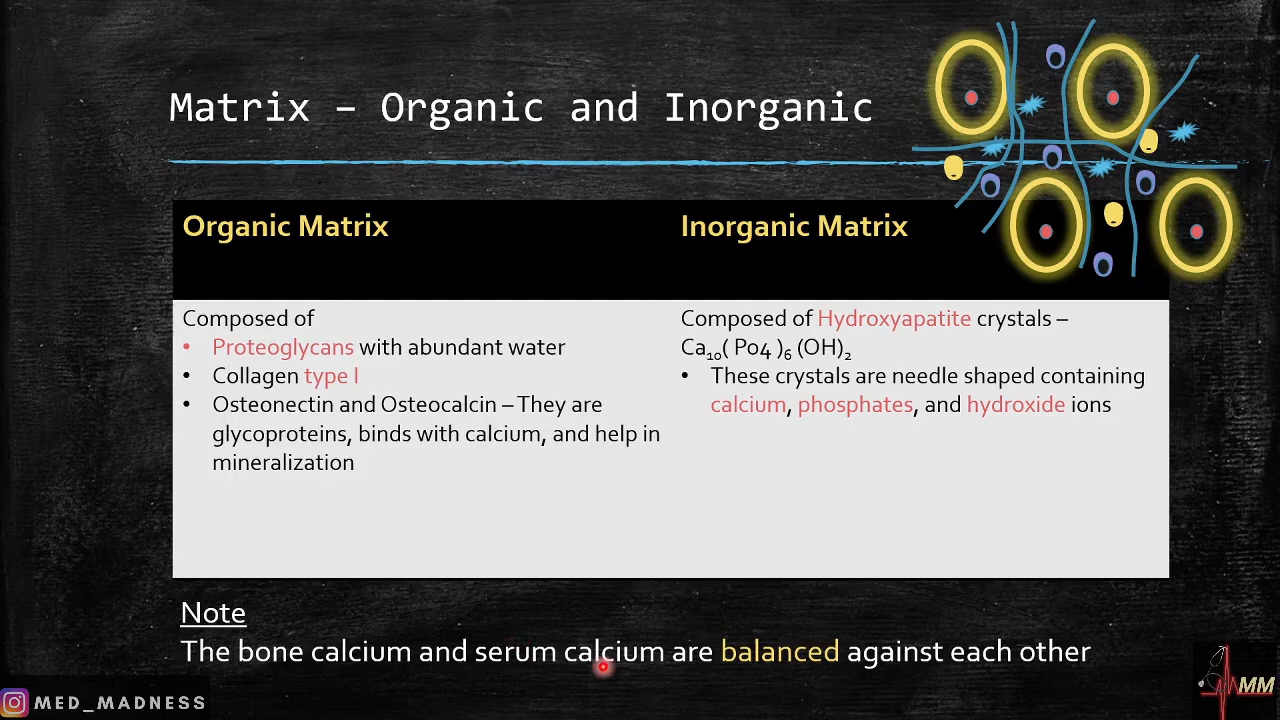 Matrix – Organic and Inorganic
Organic Matrix
Inorganic Matrix
Composed of
• Proteoglycans with abundant water
• Collagen type I
• Osteonectin and Osteocalcin – They are
glycoproteins, binds with calcium, and help in
mineralization
Composed of Hydroxyapatite crystals –
Ca₁₀( Po4 )₆ (OH)₂
• These crystals are needle shaped containing
calcium, phosphates, and hydroxide ions
Note
The bone calcium and serum calcium are balanced against each other
MED_MADNESS
MM